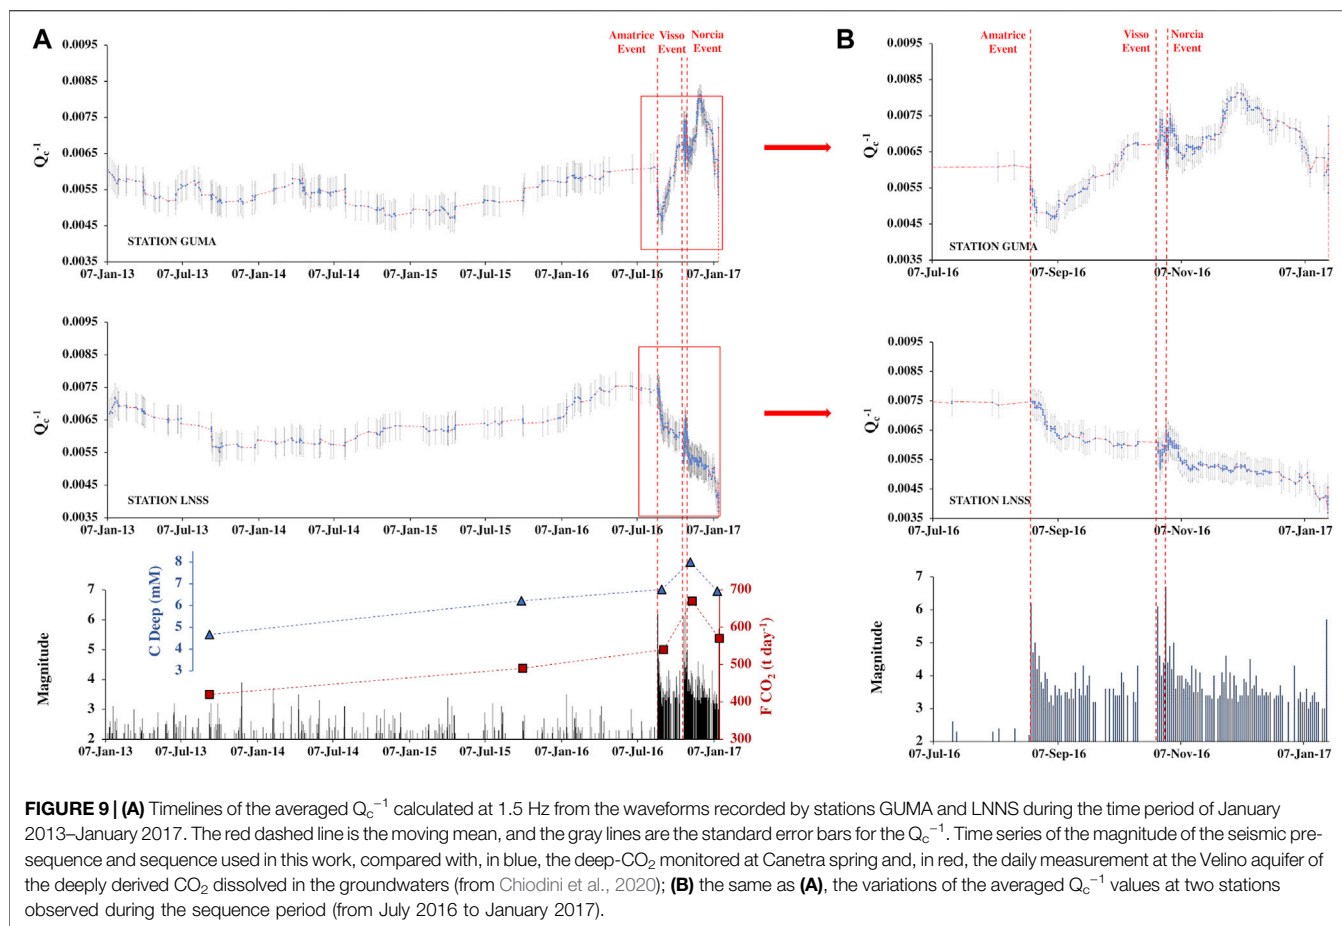 A
Amatrice Visso Norcia
Event Event Event
0.0095
0.0085
0.0075
0.0065
0.0055
0.0045
0.0035
Qc⁻¹
STATION GUMA
07-Jan-13 07-Jul-13 07-Jan-14 07-Jul-14 07-Jan-15 07-Jul-15 07-Jan-16 07-Jul-16 07-Jan-17
B
Amatrice Visso Norcia
Event Event Event
0.0095
0.0085
0.0075
0.0065
0.0055
0.0045
0.0035
Qc⁻¹
STATION GUMA
07-Jul-16 07-Sep-16 07-Nov-16 07-Jan-17
0.0095
0.0085
0.0075
0.0065
0.0055
0.0045
0.0035
Qc⁻¹
STATION LNSS
07-Jan-13 07-Jul-13 07-Jan-14 07-Jul-14 07-Jan-15 07-Jul-15 07-Jan-16 07-Jul-16 07-Jan-17
0.0095
0.0085
0.0075
0.0065
0.0055
0.0045
0.0035
Qc⁻¹
STATION LNSS
07-Jul-16 07-Sep-16 07-Nov-16 07-Jan-17
7
6
5
4
3
2
Magnitude
8
7
6
5
4
3
C Deep (mM)
700
600
500
400
300
F CO₂ (t day⁻¹)
07-Jan-13 07-Jul-13 07-Jan-14 07-Jul-14 07-Jan-15 07-Jul-15 07-Jan-16 07-Jul-16 07-Jan-17
7
6
5
4
3
2
Magnitude
07-Jul-16 07-Sep-16 07-Nov-16 07-Jan-17
FIGURE 9 | (A) Timelines of the averaged Qc⁻¹ calculated at 1.5 Hz from the waveforms recorded by stations GUMA and LNNS during the time period of January
2013–January 2017. The red dashed line is the moving mean, and the gray lines are the standard error bars for the Qc⁻¹. Time series of the magnitude of the seismic pre-
sequence and sequence used in this work, compared with, in blue, the deep-CO₂ monitored at Canetra spring and, in red, the daily measurement at the Velino aquifer of
the deeply derived CO₂ dissolved in the groundwaters (from Chiodini et al., 2020); (B) the same as (A), the variations of the averaged Qc⁻¹ values at two stations
observed during the sequence period (from July 2016 to January 2017).